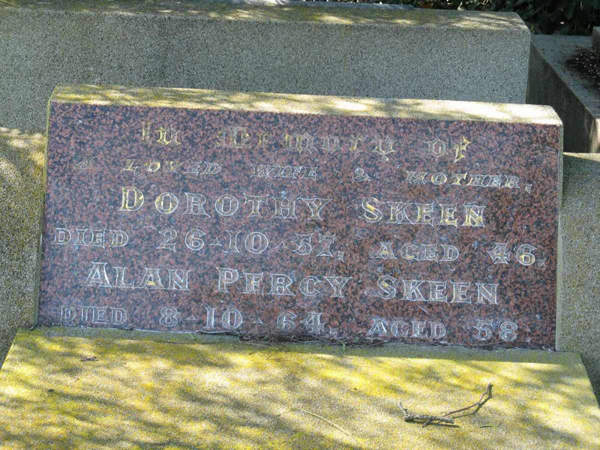 In Memory of
A LOVED WIFE & MOTHER,
DOROTHY SKEEN
DIED 26-10-57, AGED 46.
ALAN PERCY SKEEN
DIED 8-10-64, AGED 58